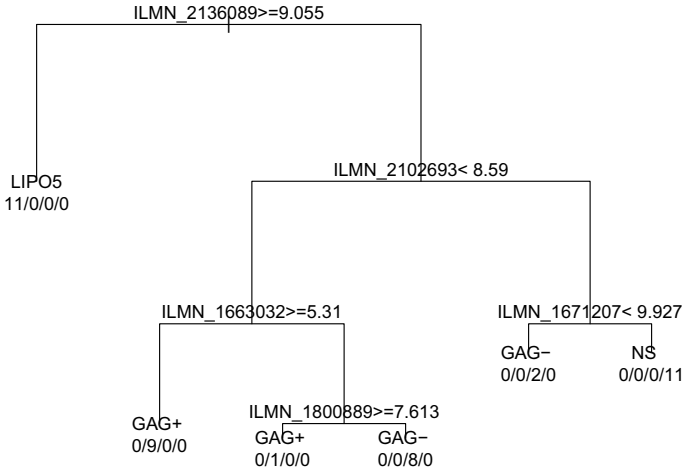 ILMN_2136089>=9.055
LIPO5
11/0/0/0
ILMN_2102693< 8.59
ILMN_1663032>=5.31
ILMN_1671207< 9.927
GAG−
0/0/2/0
NS
0/0/0/11
GAG+
0/9/0/0
ILMN_1800889>=7.613
GAG+
0/1/0/0
GAG−
0/0/8/0